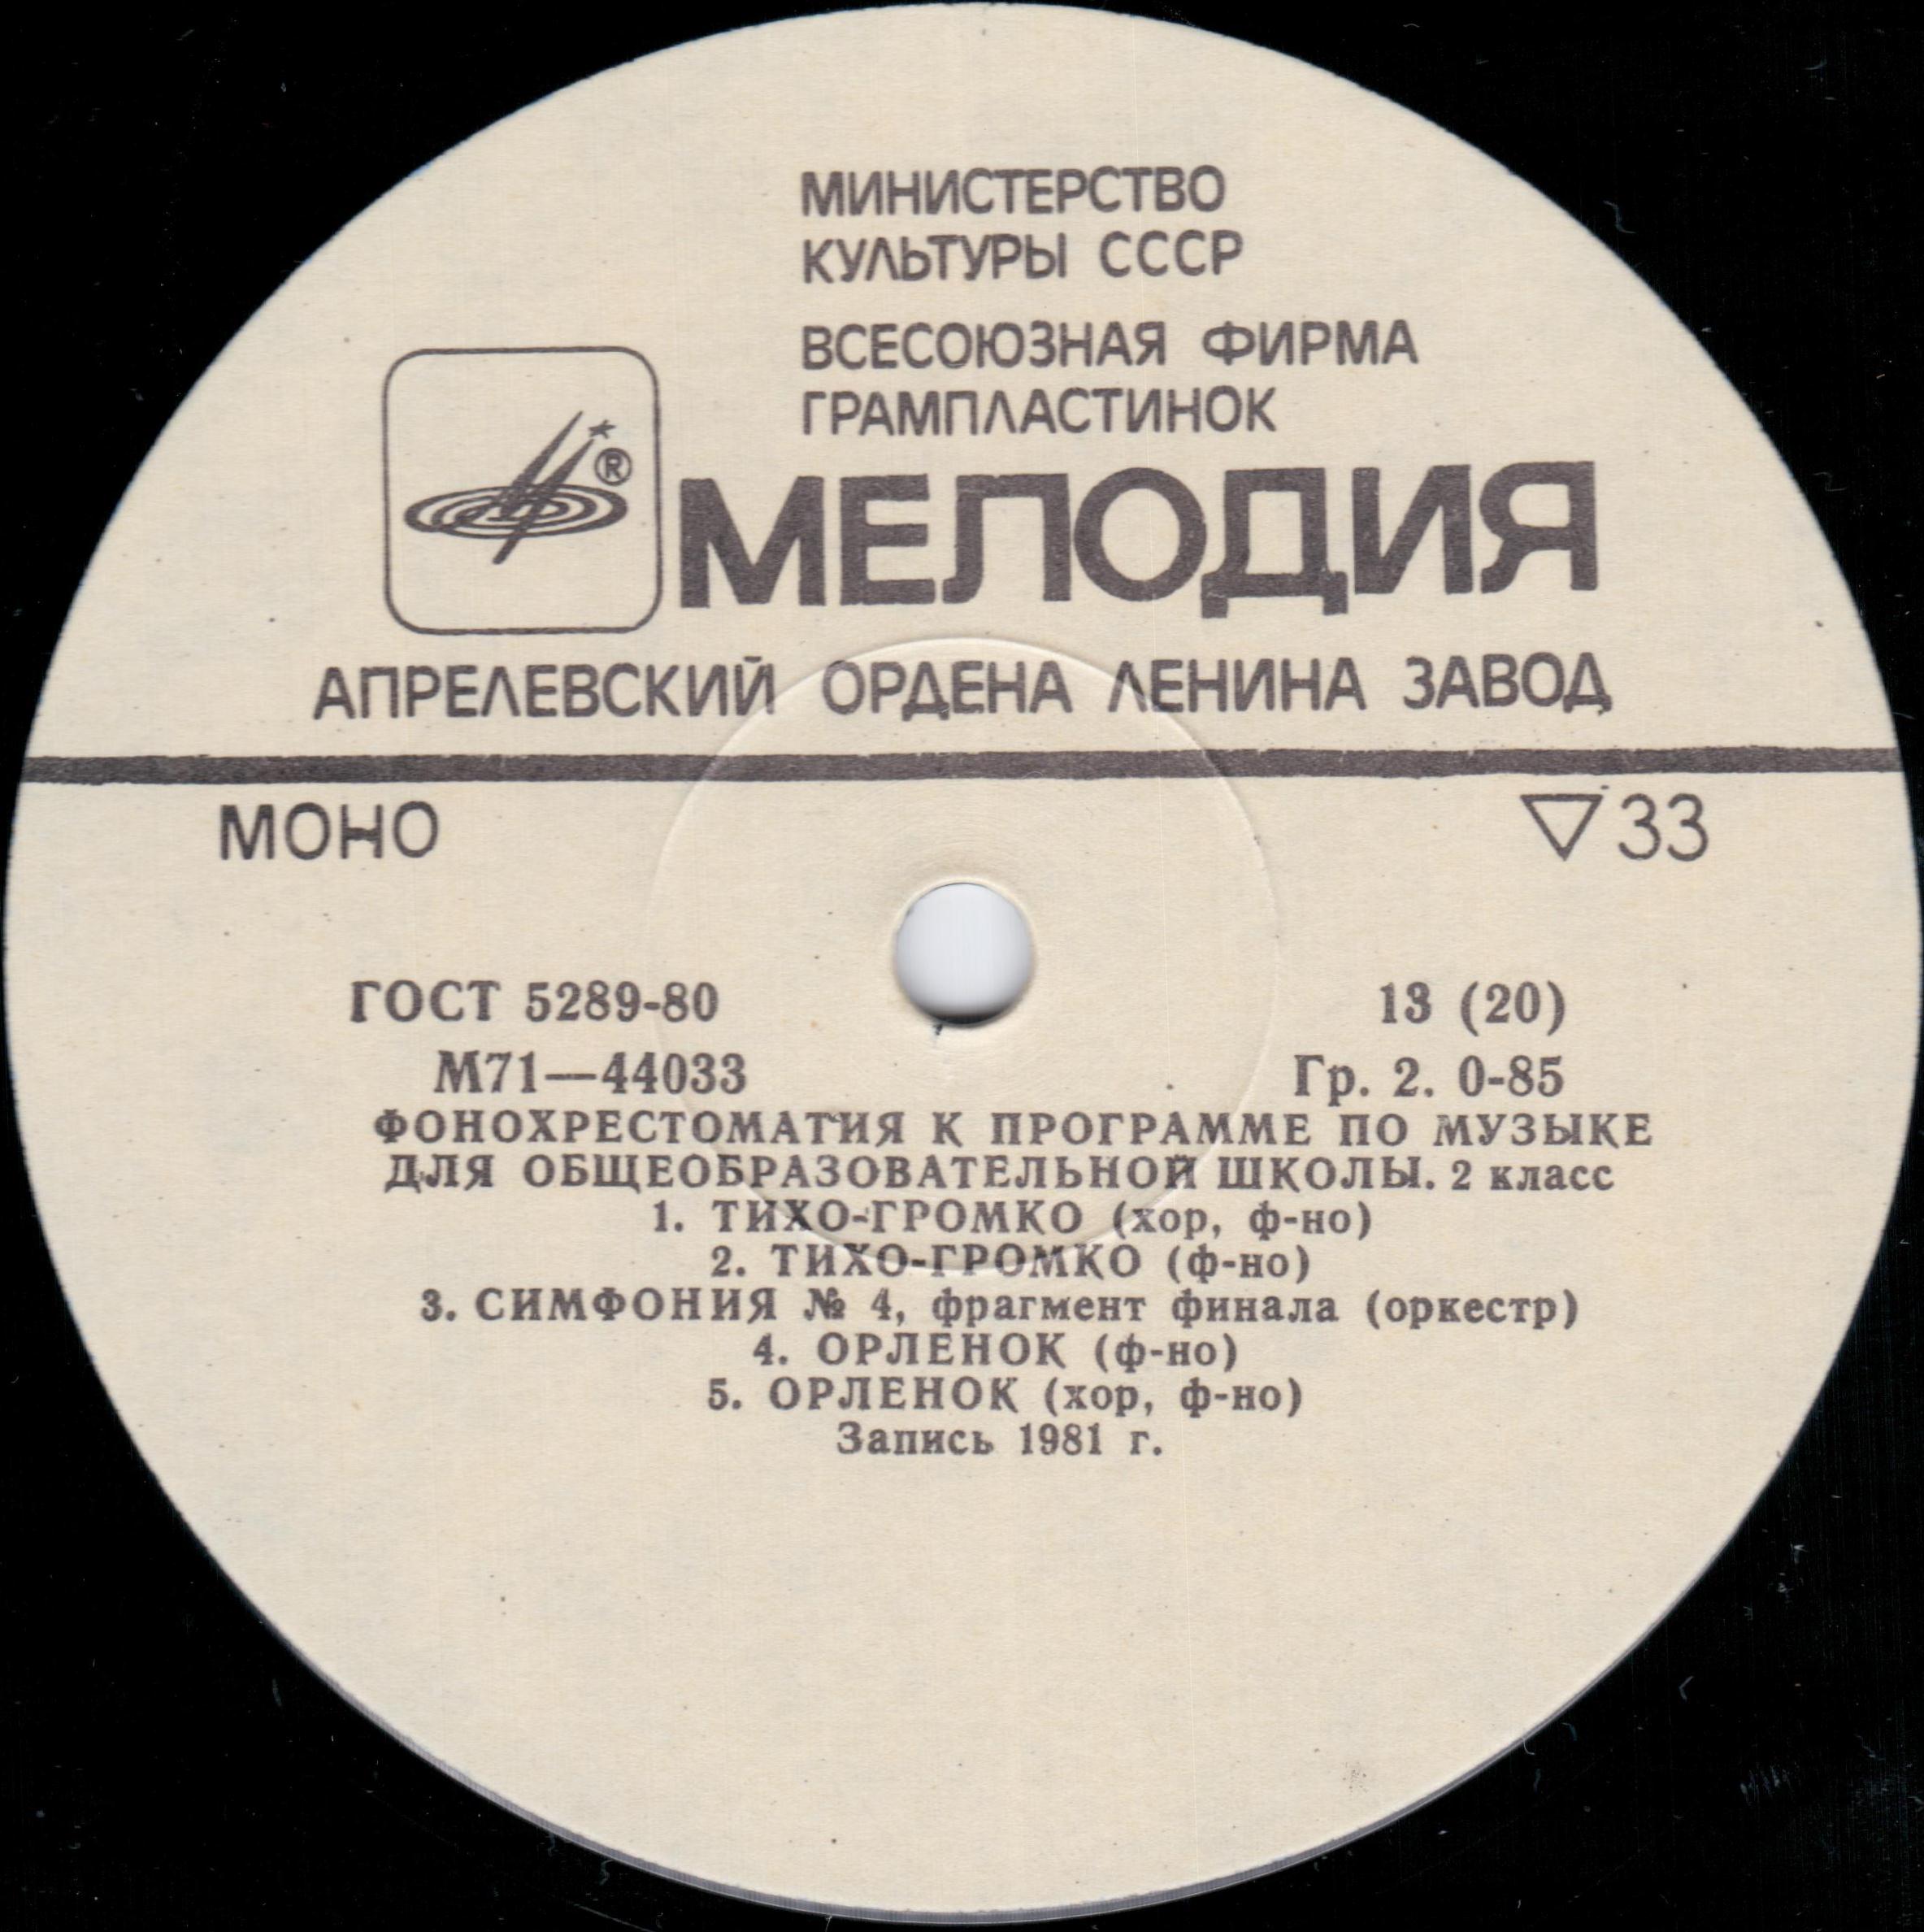 МИНИСТЕРСТВО
КУЛЬТУРЫ СССР
ВСЕСОЮЗНАЯ ФИРМА
ГРАМПЛАСТИНОК
®
МЕЛОДИЯ
АПРЕЛЕВСКИЙ ОРДЕНА ЛЕНИНА ЗАВОД
МОНО ▽33
ГОСТ 5289-80 13 (20)
М71—44033 Гр. 2. 0-85
ФОНОХРЕСТОМАТИЯ К ПРОГРАММЕ ПО МУЗЫКЕ
ДЛЯ ОБЩЕОБРАЗОВАТЕЛЬНОЙ ШКОЛЫ. 2 класс
1. ТИХО-ГРОМКО (хор, ф-но)
2. ТИХО-ГРОМКО (ф-но)
3. СИМФОНИЯ № 4, фрагмент финала (оркестр)
4. ОРЛЕНОК (ф-но)
5. ОРЛЕНОК (хор, ф-но)
Запись 1981 г.